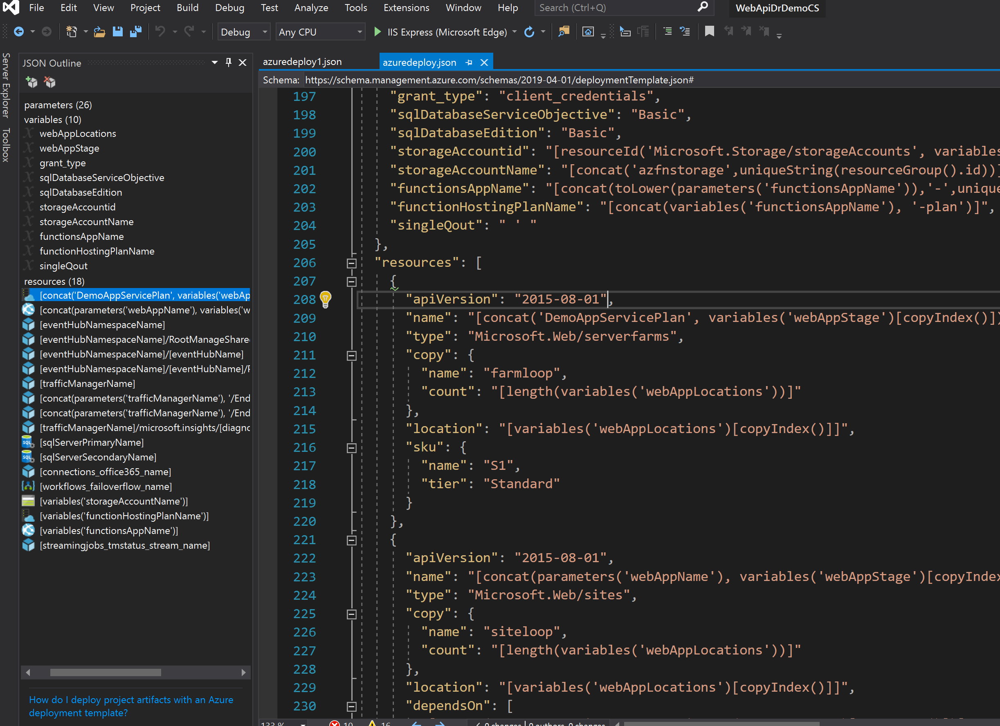 File Edit View Project Build Debug Test Analyze Tools Extensions Window Help Search (Ctrl+Q) WebApiDrDemoCS
Debug Any CPU IIS Express (Microsoft Edge)
Server Explorer
Toolbox
JSON Outline
parameters (26)
variables (10)
webAppLocations
webAppStage
grant_type
sqlDatabaseServiceObjective
sqlDatabaseEdition
storageAccountid
storageAccountName
functionsAppName
functionHostingPlanName
singleQout
resources (18)
[concat('DemoAppServicePlan', variables('webAp
[concat(parameters('webAppName'), variables('w
[eventHubNamespaceName]
[eventHubNamespaceName]/RootManageShare
[eventHubNamespaceName]/[eventHubName]
[eventHubNamespaceName]/[eventHubName]/
[trafficManagerName]
[concat(parameters('trafficManagerName'), '/End
[concat(parameters('trafficManagerName'), '/End
[trafficManagerName]/microsoft.insights/[diagno
[sqlServerPrimaryName]
[sqlServerSecondaryName]
[connections_office365_name]
[workflows_failoverflow_name]
[variables('storageAccountName')]
[variables('functionHostingPlanName')]
[variables('functionsAppName')]
[streamingjobs_tmstatus_stream_name]
How do I deploy project artifacts with an Azure
deployment template?
azuredeploy1.json azuredeploy.json
Schema: https://schema.management.azure.com/schemas/2019-04-01/deploymentTemplate.json#
197 "grant_type": "client_credentials",
198 "sqlDatabaseServiceObjective": "Basic",
199 "sqlDatabaseEdition": "Basic",
200 "storageAccountid": "[resourceId('Microsoft.Storage/storageAccounts', variables
201 "storageAccountName": "[concat('azfnstorage',uniqueString(resourceGroup().id))]
202 "functionsAppName": "[concat(toLower(parameters('functionsAppName')),'-',unique
203 "functionHostingPlanName": "[concat(variables('functionsAppName'), '-plan')]",
204 "singleQout": " ' "
205 },
206 "resources": [
207 {
208 "apiVersion": "2015-08-01",
209 "name": "[concat('DemoAppServicePlan', variables('webAppStage')[copyIndex()])
210 "type": "Microsoft.Web/serverfarms",
211 "copy": {
212 "name": "farmloop",
213 "count": "[length(variables('webAppLocations'))]"
214 },
215 "location": "[variables('webAppLocations')[copyIndex()]]",
216 "sku": {
217 "name": "S1",
218 "tier": "Standard"
219 }
220 },
221 {
222 "apiVersion": "2015-08-01",
223 "name": "[concat(parameters('webAppName'), variables('webAppStage')[copyIndex
224 "type": "Microsoft.Web/sites",
225 "copy": {
226 "name": "siteloop",
227 "count": "[length(variables('webAppLocations'))]"
228 },
229 "location": "[variables('webAppLocations')[copyIndex()]]",
230 "dependsOn": [
133 % 10 16 0 changes | 0 authors, 0 changes